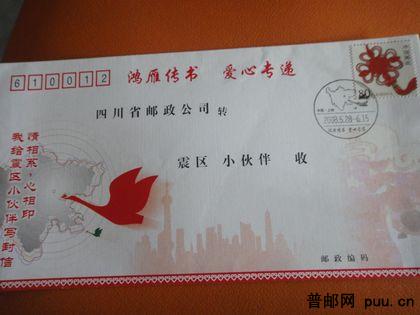 610012
鸿雁传书 爱心专递
80
四川省邮政公司 转
2008.5.28-6.15
震区 小伙伴 收
情相系,心相印
我给震区小伙伴写封信
邮政编码
普邮网 puu.cn